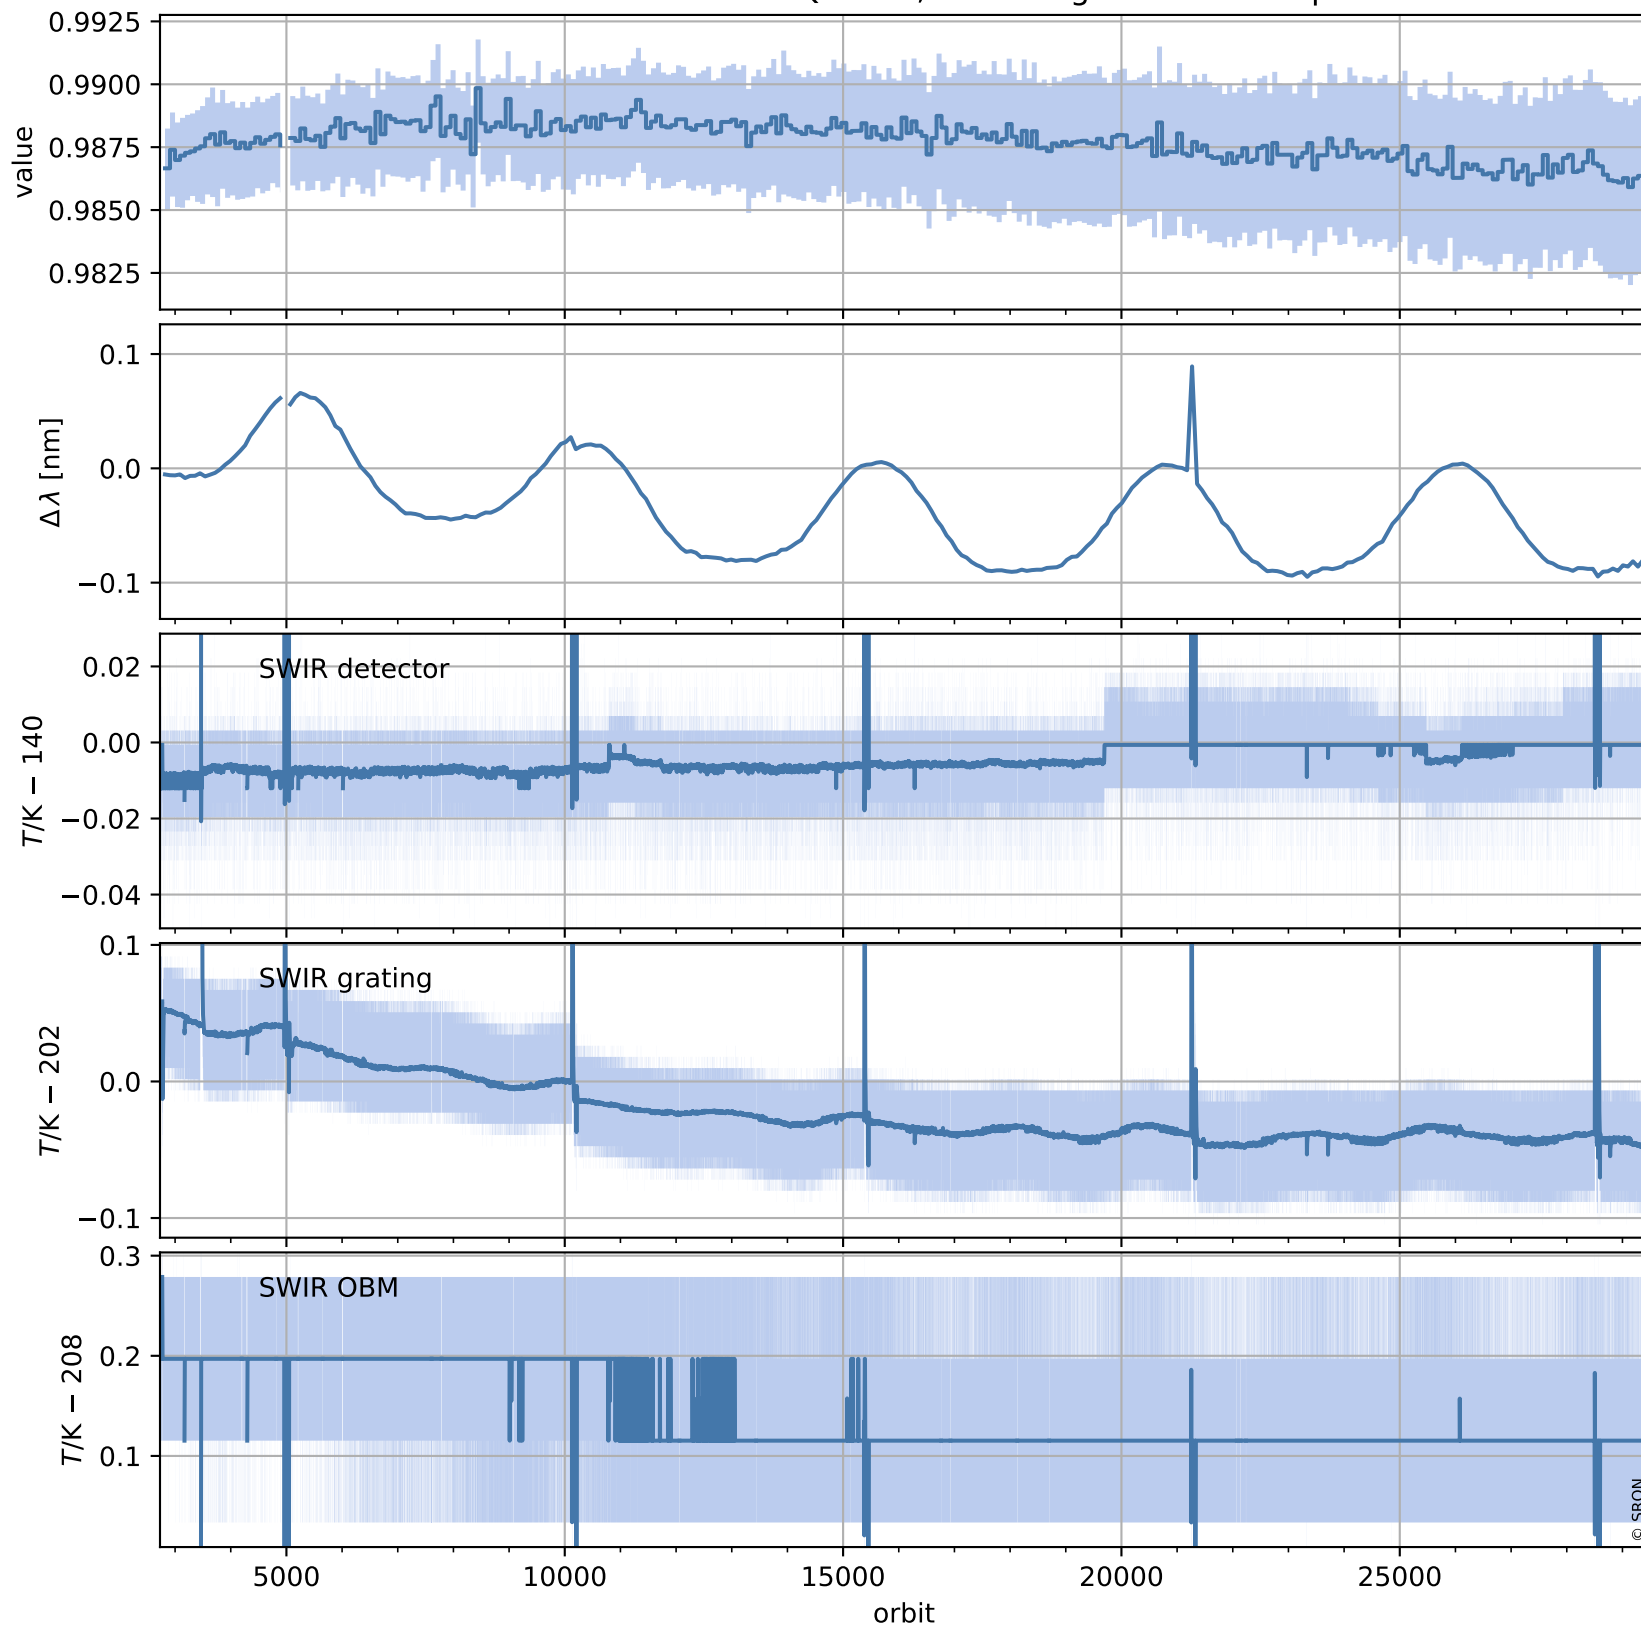 0.9925
0.9900
0.9875
0.9850
0.9825
value
0.1
0.0
−0.1
Δλ [nm]
SWIR detector
0.02
0.00
−0.02
−0.04
T/K − 140
SWIR grating
0.1
0.0
−0.1
T/K − 202
SWIR OBM
0.3
0.2
0.1
T/K − 208
© SRON
5000 10000 15000 20000 25000
orbit